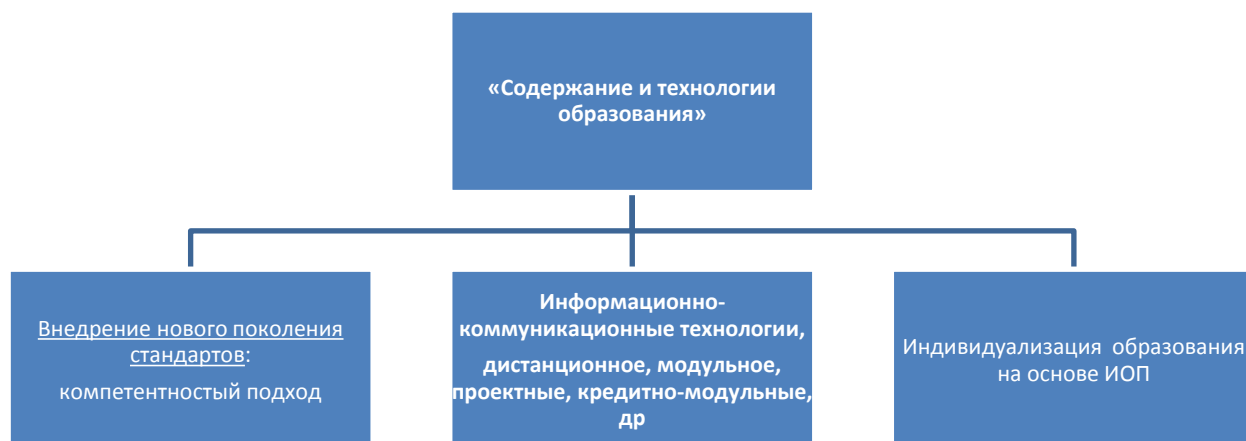 «Содержание и технологии
образования»
Внедрение нового поколения
стандартов:
компетентностый подход
Информационно-
коммуникационные технологии,
дистанционное, модульное,
проектные, кредитно-модульные,
др
Индивидуализация образования
на основе ИОП